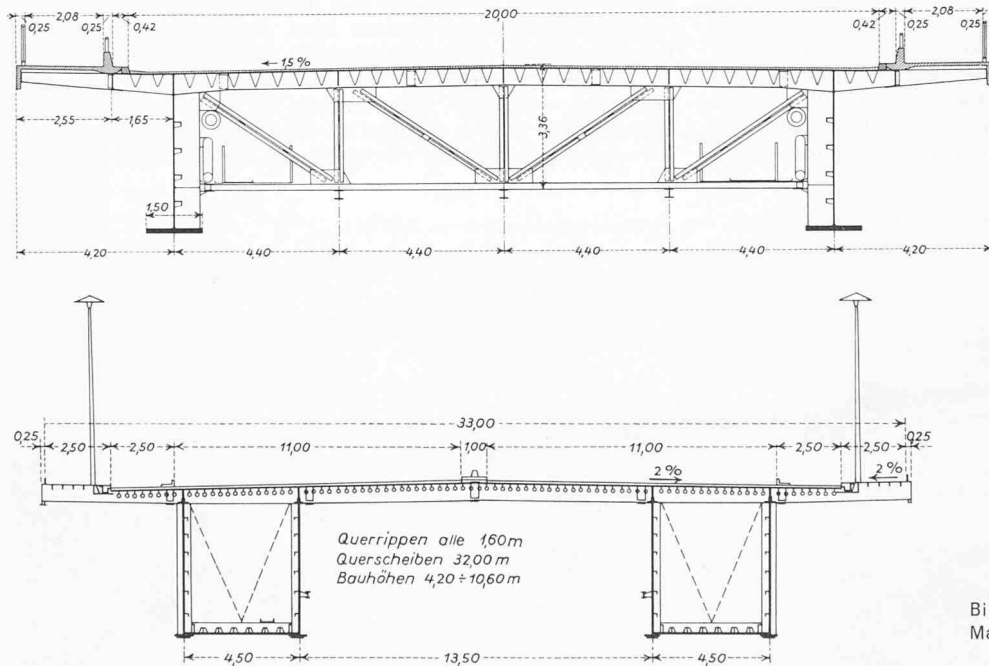 2,08 20,00 2,08
0,25 0,25 0,42 0,42 0,25 0,25
1,5 %
3,36
2,55 1,65
1,50
4,20 4,40 4,40 4,40 4,40 4,20
33,00
0,25 2,50 2,50 11,00 1,00 11,00 2,50 2,50 0,25
2 % 2 %
Querrippen alle 1,60 m
Querscheiben 32,00 m
Bauhöhen 4,20 ÷ 10,60 m
Bi
Ma
4,50 13,50 4,50